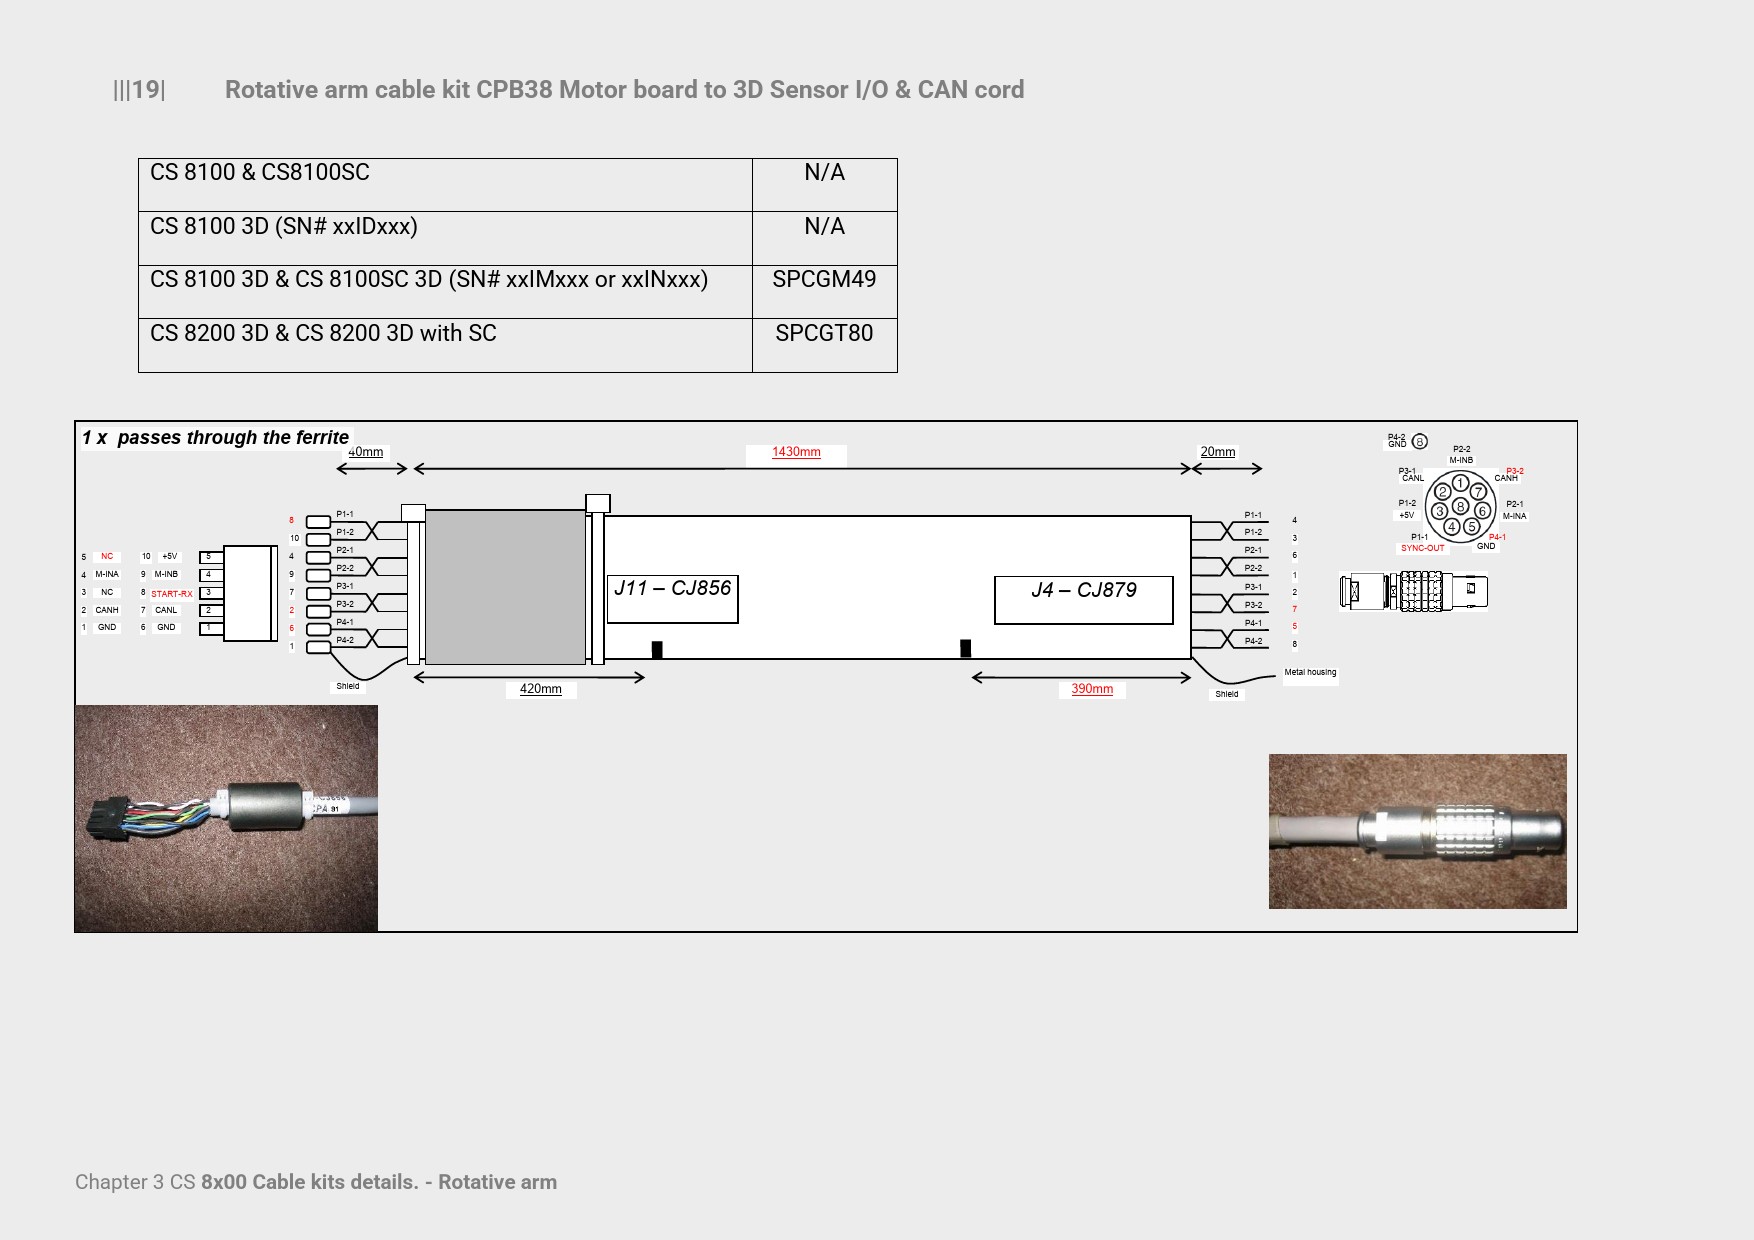 |||19| Rotative arm cable kit CPB38 Motor board to 3D Sensor I/O & CAN cord
CS 8100 & CS8100SC N/A
CS 8100 3D (SN# xxIDxxx) N/A
CS 8100 3D & CS 8100SC 3D (SN# xxIMxxx or xxINxxx) SPCGM49
CS 8200 3D & CS 8200 3D with SC SPCGT80
1 x passes through the ferrite
40mm
1430mm
20mm
5 NC 10 +5V 5
4 M-INA 9 M-INB 4
3 NC 8 START-RX 3
2 CANH 7 CANL 2
1 GND 6 GND 1
8 P1-1
10 P1-2
4 P2-1
9 P2-2
7 P3-1
2 P3-2
6 P4-1
1 P4-2
Shield
J11 – CJ856
J4 – CJ879
420mm
390mm
P1-1 4
P1-2 3
P2-1 6
P2-2 1
P3-1 2
P3-2 7
P4-1 5
P4-2 8
Shield
Metal housing
P4-2
GND 8
P2-2
M-INB
P3-1
CANL
P3-2
CANH
P1-2
+5V
P2-1
M-INA
P1-1
SYNC-OUT
P4-1
GND
1
2 7
3 8 6
4 5
CPA 91
Chapter 3 CS 8x00 Cable kits details. - Rotative arm